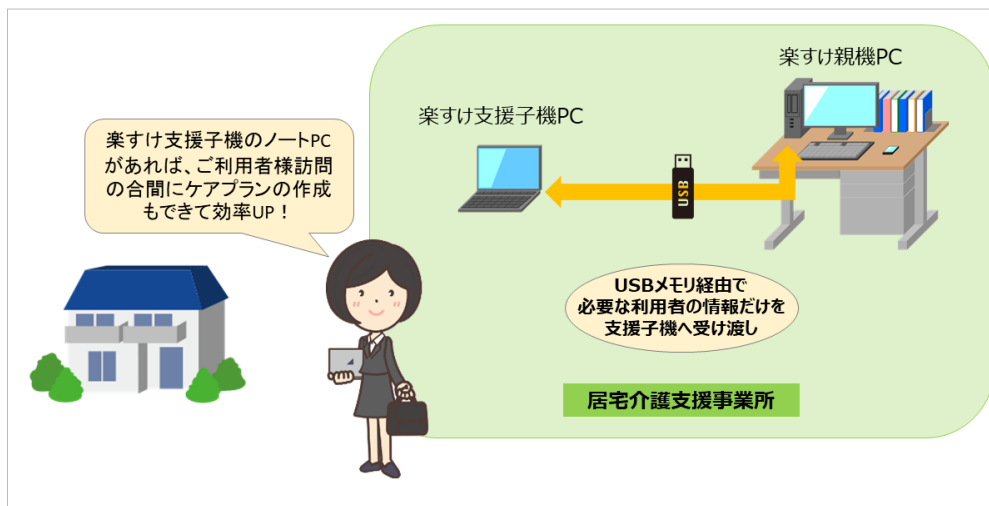 楽すけ親機PC
楽すけ支援子機PC
楽すけ支援子機のノートPC
があれば、ご利用者様訪問
の合間にケアプランの作成
もできて効率UP！
USB
USBメモリ経由で
必要な利用者の情報だけを
支援子機へ受け渡し
居宅介護支援事業所